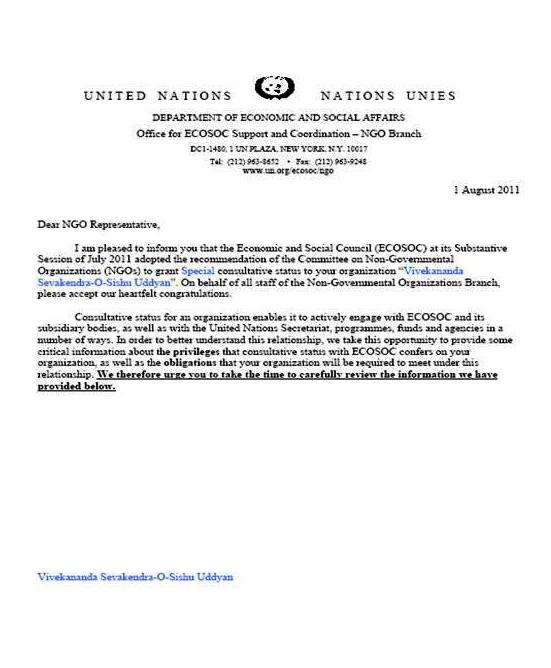 UNITED NATIONS NATIONS UNIES
DEPARTMENT OF ECONOMIC AND SOCIAL AFFAIRS
Office for ECOSOC Support and Coordination – NGO Branch
DC1-1480, 1 UN PLAZA, NEW YORK, N.Y. 10017
Tel: (212) 963-8652 • Fax: (212) 963-9248
www.un.org/ecosoc/ngo
1 August 2011
Dear NGO Representative,
I am pleased to inform you that the Economic and Social Council (ECOSOC) at its Substantive
Session of July 2011 adopted the recommendation of the Committee on Non-Governmental
Organizations (NGOs) to grant Special consultative status to your organization “Vivekananda
Sevakendra-O-Sishu Uddyan”. On behalf of all staff of the Non-Governmental Organizations Branch,
please accept our heartfelt congratulations.
Consultative status for an organization enables it to actively engage with ECOSOC and its
subsidiary bodies, as well as with the United Nations Secretariat, programmes, funds and agencies in a
number of ways. In order to better understand this relationship, we take this opportunity to provide some
critical information about the privileges that consultative status with ECOSOC confers on your
organization, as well as the obligations that your organization will be required to meet under this
relationship. We therefore urge you to take the time to carefully review the information we have
provided below.
Vivekananda Sevakendra-O-Sishu Uddyan